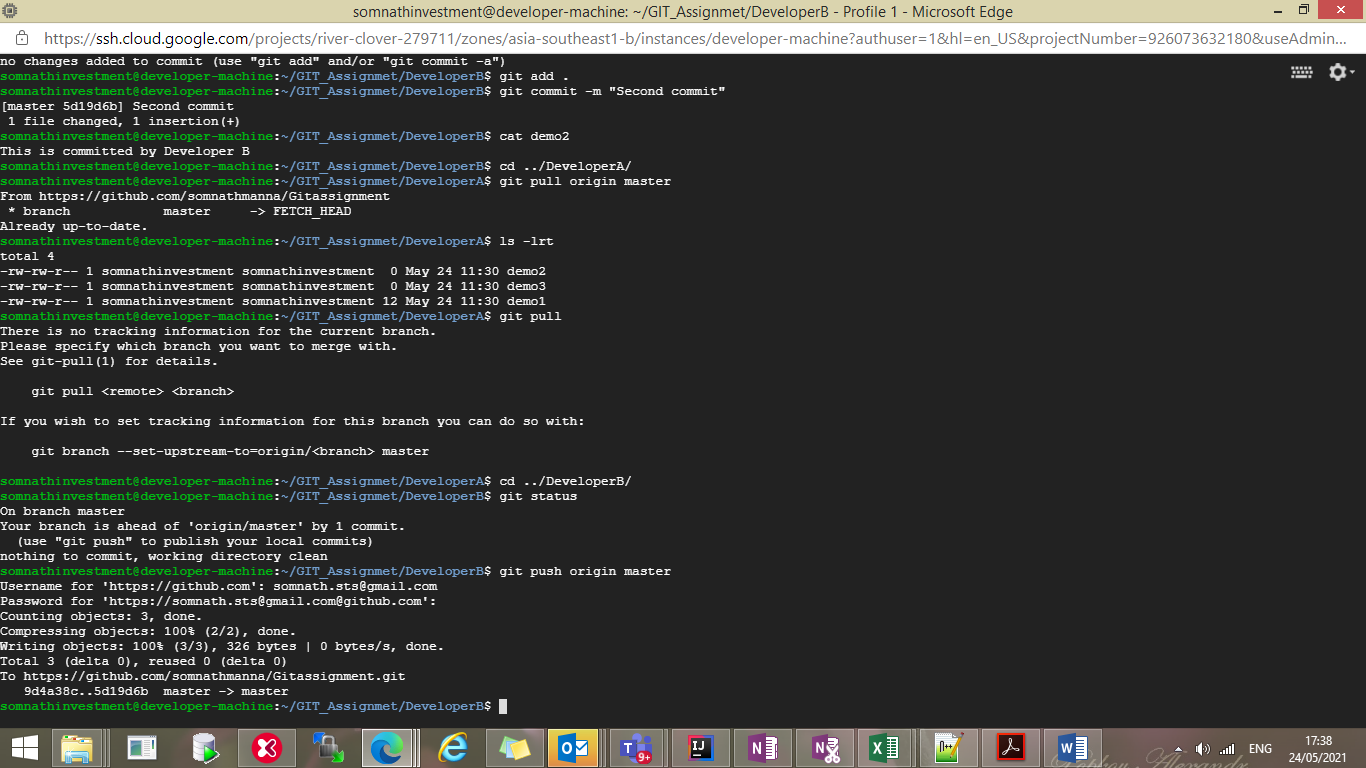 somnathinvestment@developer-machine: ~/GIT_Assignmet/DeveloperB - Profile 1 - Microsoft Edge
https://ssh.cloud.google.com/projects/river-clover-279711/zones/asia-southeast1-b/instances/developer-machine?authuser=1&hl=en_US&projectNumber=926073632180&useAdmin...
no changes added to commit (use "git add" and/or "git commit -a")
somnathinvestment@developer-machine:~/GIT_Assignmet/DeveloperB$ git add .
somnathinvestment@developer-machine:~/GIT_Assignmet/DeveloperB$ git commit -m "Second commit"
[master 5d19d6b] Second commit
 1 file changed, 1 insertion(+)
somnathinvestment@developer-machine:~/GIT_Assignmet/DeveloperB$ cat demo2
This is committed by Developer B
somnathinvestment@developer-machine:~/GIT_Assignmet/DeveloperB$ cd ../DeveloperA/
somnathinvestment@developer-machine:~/GIT_Assignmet/DeveloperA$ git pull origin master
From https://github.com/somnathmanna/Gitassignment
 * branch            master     -> FETCH_HEAD
Already up-to-date.
somnathinvestment@developer-machine:~/GIT_Assignmet/DeveloperA$ ls -lrt
total 4
-rw-rw-r-- 1 somnathinvestment somnathinvestment  0 May 24 11:30 demo2
-rw-rw-r-- 1 somnathinvestment somnathinvestment  0 May 24 11:30 demo3
-rw-rw-r-- 1 somnathinvestment somnathinvestment 12 May 24 11:30 demo1
somnathinvestment@developer-machine:~/GIT_Assignmet/DeveloperA$ git pull
There is no tracking information for the current branch.
Please specify which branch you want to merge with.
See git-pull(1) for details.
    git pull <remote> <branch>
If you wish to set tracking information for this branch you can do so with:
    git branch --set-upstream-to=origin/<branch> master
somnathinvestment@developer-machine:~/GIT_Assignmet/DeveloperA$ cd ../DeveloperB/
somnathinvestment@developer-machine:~/GIT_Assignmet/DeveloperB$ git status
On branch master
Your branch is ahead of 'origin/master' by 1 commit.
  (use "git push" to publish your local commits)
nothing to commit, working directory clean
somnathinvestment@developer-machine:~/GIT_Assignmet/DeveloperB$ git push origin master
Username for 'https://github.com': somnath.sts@gmail.com
Password for 'https://somnath.sts@gmail.com@github.com':
Counting objects: 3, done.
Compressing objects: 100% (2/2), done.
Writing objects: 100% (3/3), 326 bytes | 0 bytes/s, done.
Total 3 (delta 0), reused 0 (delta 0)
To https://github.com/somnathmanna/Gitassignment.git
   9d4a38c..5d19d6b  master -> master
somnathinvestment@developer-machine:~/GIT_Assignmet/DeveloperB$
9+
ENG
17:38
24/05/2021